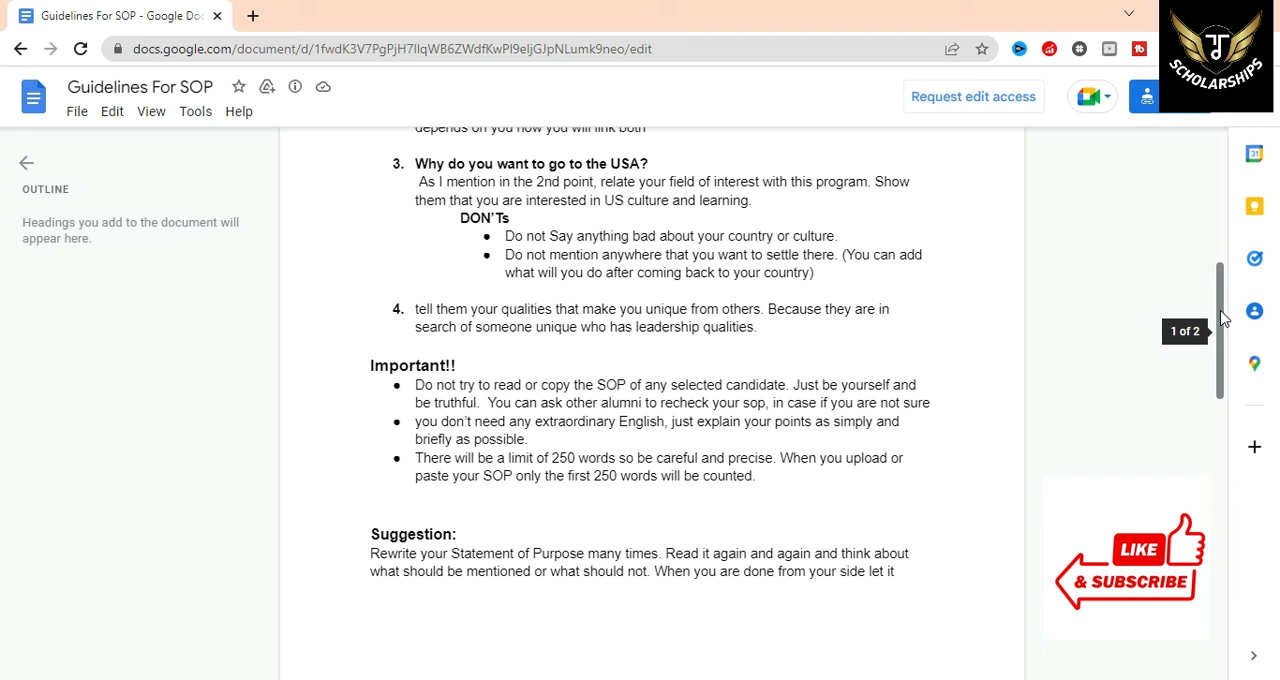 Guidelines For SOP - Google Doc
docs.google.com/document/d/1fwdK3V7PgPjH7IlqWB6ZWdfKwPl9eljGJpNLumk9neo/edit
SCHOLARSHIPS
Guidelines For SOP
File Edit View Tools Help
Request edit access
OUTLINE
Headings you add to the document will
appear here.
depends on you how you will link both
3. Why do you want to go to the USA?
As I mention in the 2nd point, relate your field of interest with this program. Show
them that you are interested in US culture and learning.
DON'Ts
● Do not Say anything bad about your country or culture.
● Do not mention anywhere that you want to settle there. (You can add
what will you do after coming back to your country)
4. tell them your qualities that make you unique from others. Because they are in
search of someone unique who has leadership qualities.
1 of 2
Important!!
● Do not try to read or copy the SOP of any selected candidate. Just be yourself and
be truthful. You can ask other alumni to recheck your sop, in case if you are not sure
● you don't need any extraordinary English, just explain your points as simply and
briefly as possible.
● There will be a limit of 250 words so be careful and precise. When you upload or
paste your SOP only the first 250 words will be counted.
Suggestion:
Rewrite your Statement of Purpose many times. Read it again and again and think about
what should be mentioned or what should not. When you are done from your side let it
LIKE
& SUBSCRIBE
31